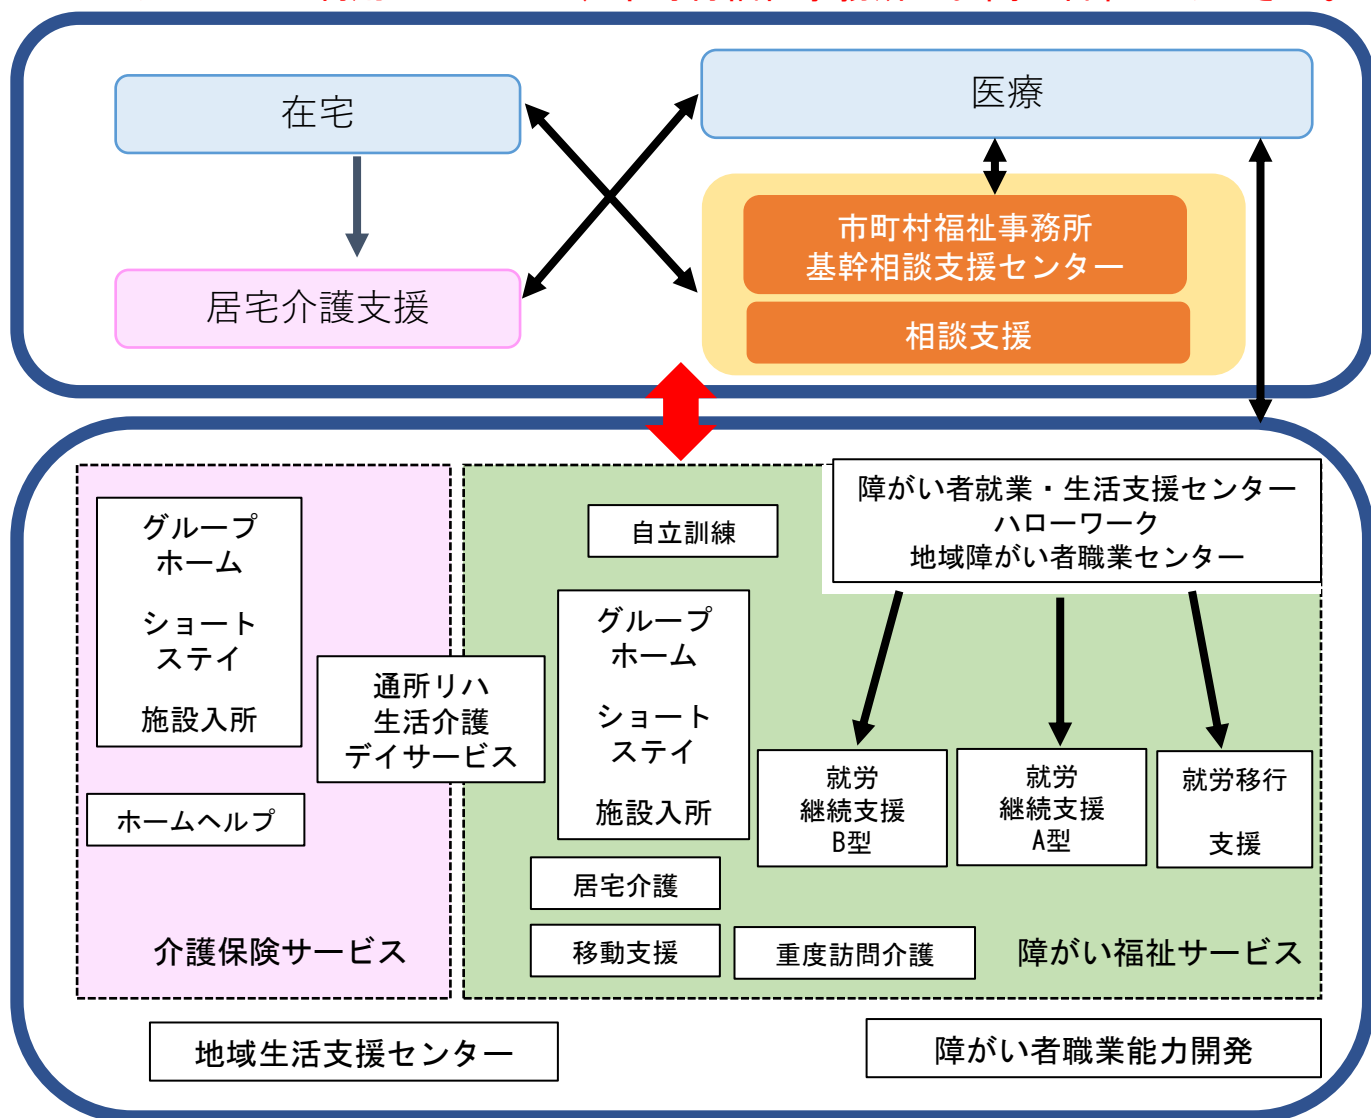 在宅
医療
市町村福祉事務所
基幹相談支援センター
居宅介護支援
相談支援
障がい者就業・生活支援センター
ハローワーク
地域障がい者職業センター
グループ
ホーム
ショート
ステイ
施設入所
自立訓練
グループ
ホーム
ショート
ステイ
施設入所
通所リハ
生活介護
デイサービス
就労
継続支援
B型
就労
継続支援
A型
就労移行
支援
ホームヘルプ
居宅介護
移動支援
重度訪問介護
介護保険サービス
障がい福祉サービス
地域生活支援センター
障がい者職業能力開発